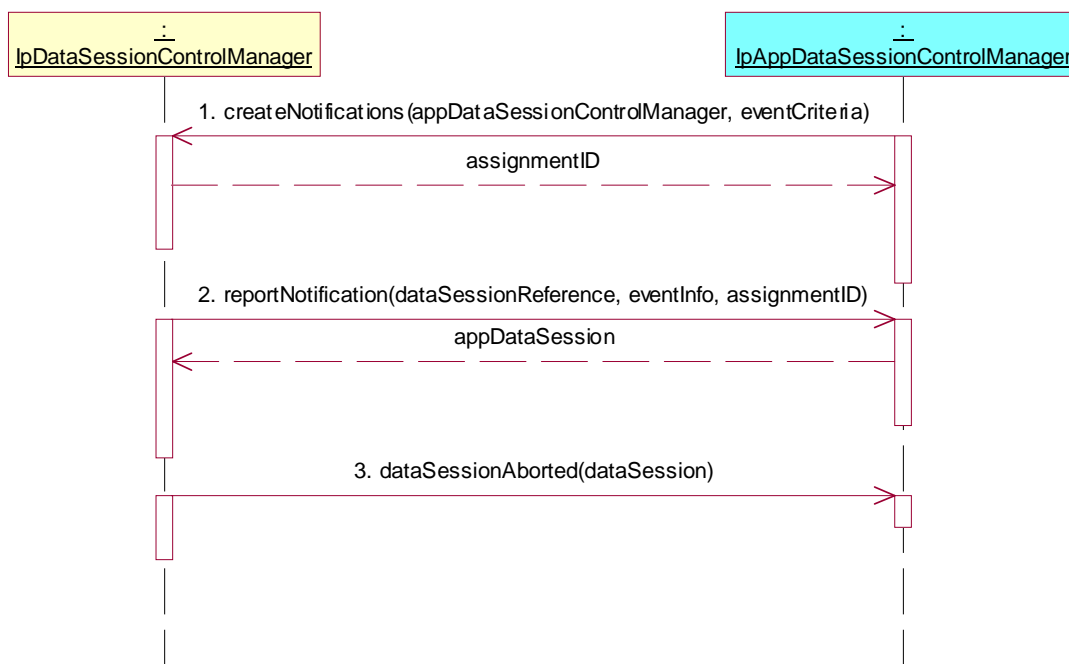 :
IpDataSessionControlManager
:
IpAppDataSessionControlManager
1. createNotifications(appDataSessionControlManager, eventCriteria)
assignmentID
2. reportNotification(dataSessionReference, eventInfo, assignmentID)
appDataSession
3. dataSessionAborted(dataSession)